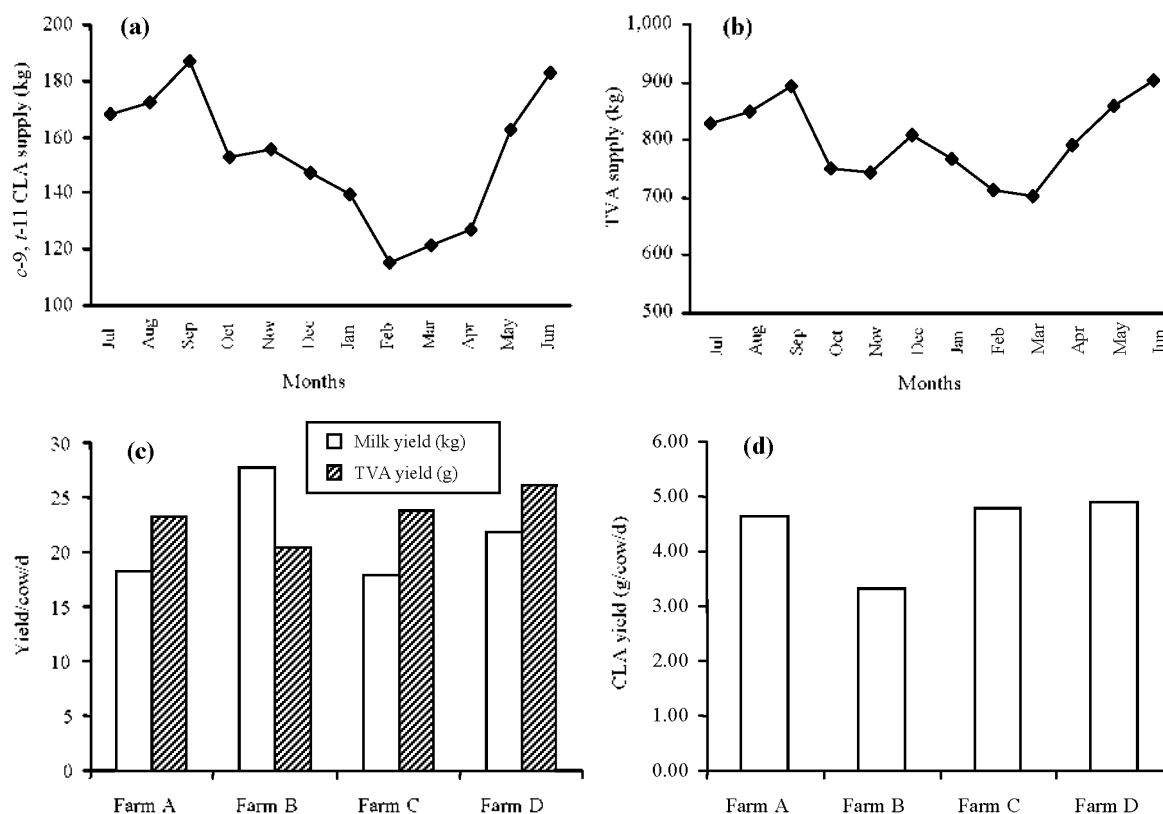 (a)
c-9, t-11 CLA supply (kg)
200
180
160
140
120
100
Jul
Aug
Sep
Oct
Nov
Dec
Jan
Feb
Mar
Apr
May
Jun
Months
(b)
TVA supply (kg)
1,000
900
800
700
600
500
Jul
Aug
Sep
Oct
Nov
Dec
Jan
Feb
Mar
Apr
May
Jun
Months
(c)
Milk yield (kg)
TVA yield (g)
Yield/cow/d
30
25
20
15
10
5
0
Farm A
Farm B
Farm C
Farm D
(d)
CLA yield (g/cow/d)
6.00
5.00
4.00
3.00
2.00
1.00
0.00
Farm A
Farm B
Farm C
Farm D